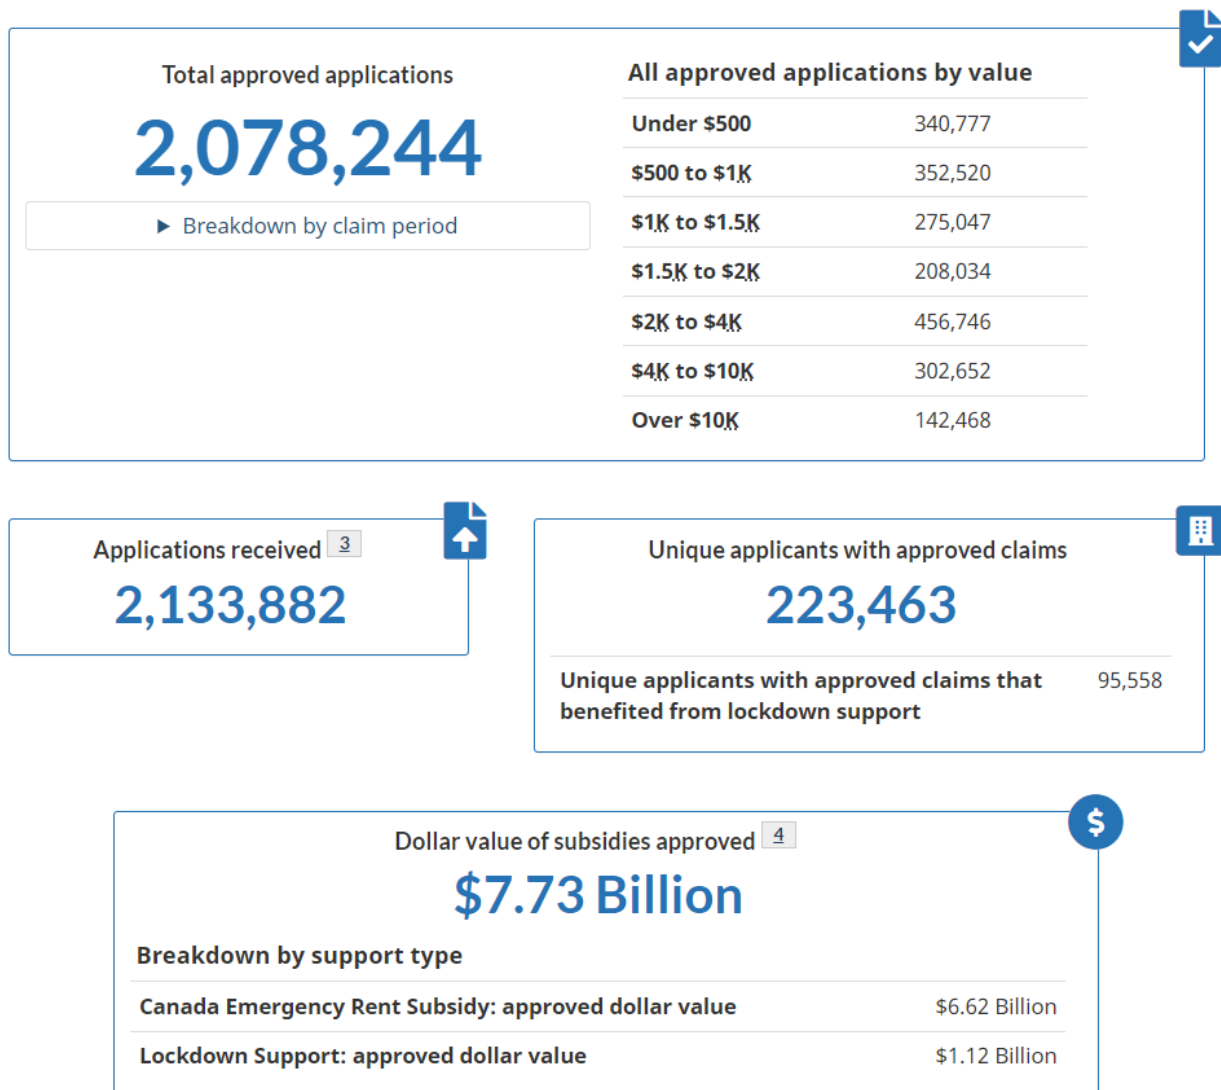 Total approved applications
2,078,244
▶ Breakdown by claim period
All approved applications by value
Under $500 340,777
$500 to $1K 352,520
$1K to $1.5K 275,047
$1.5K to $2K 208,034
$2K to $4K 456,746
$4K to $10K 302,652
Over $10K 142,468
Applications received 3
2,133,882
Unique applicants with approved claims
223,463
Unique applicants with approved claims that 95,558
benefited from lockdown support
Dollar value of subsidies approved 4
$7.73 Billion
Breakdown by support type
Canada Emergency Rent Subsidy: approved dollar value $6.62 Billion
Lockdown Support: approved dollar value $1.12 Billion
$